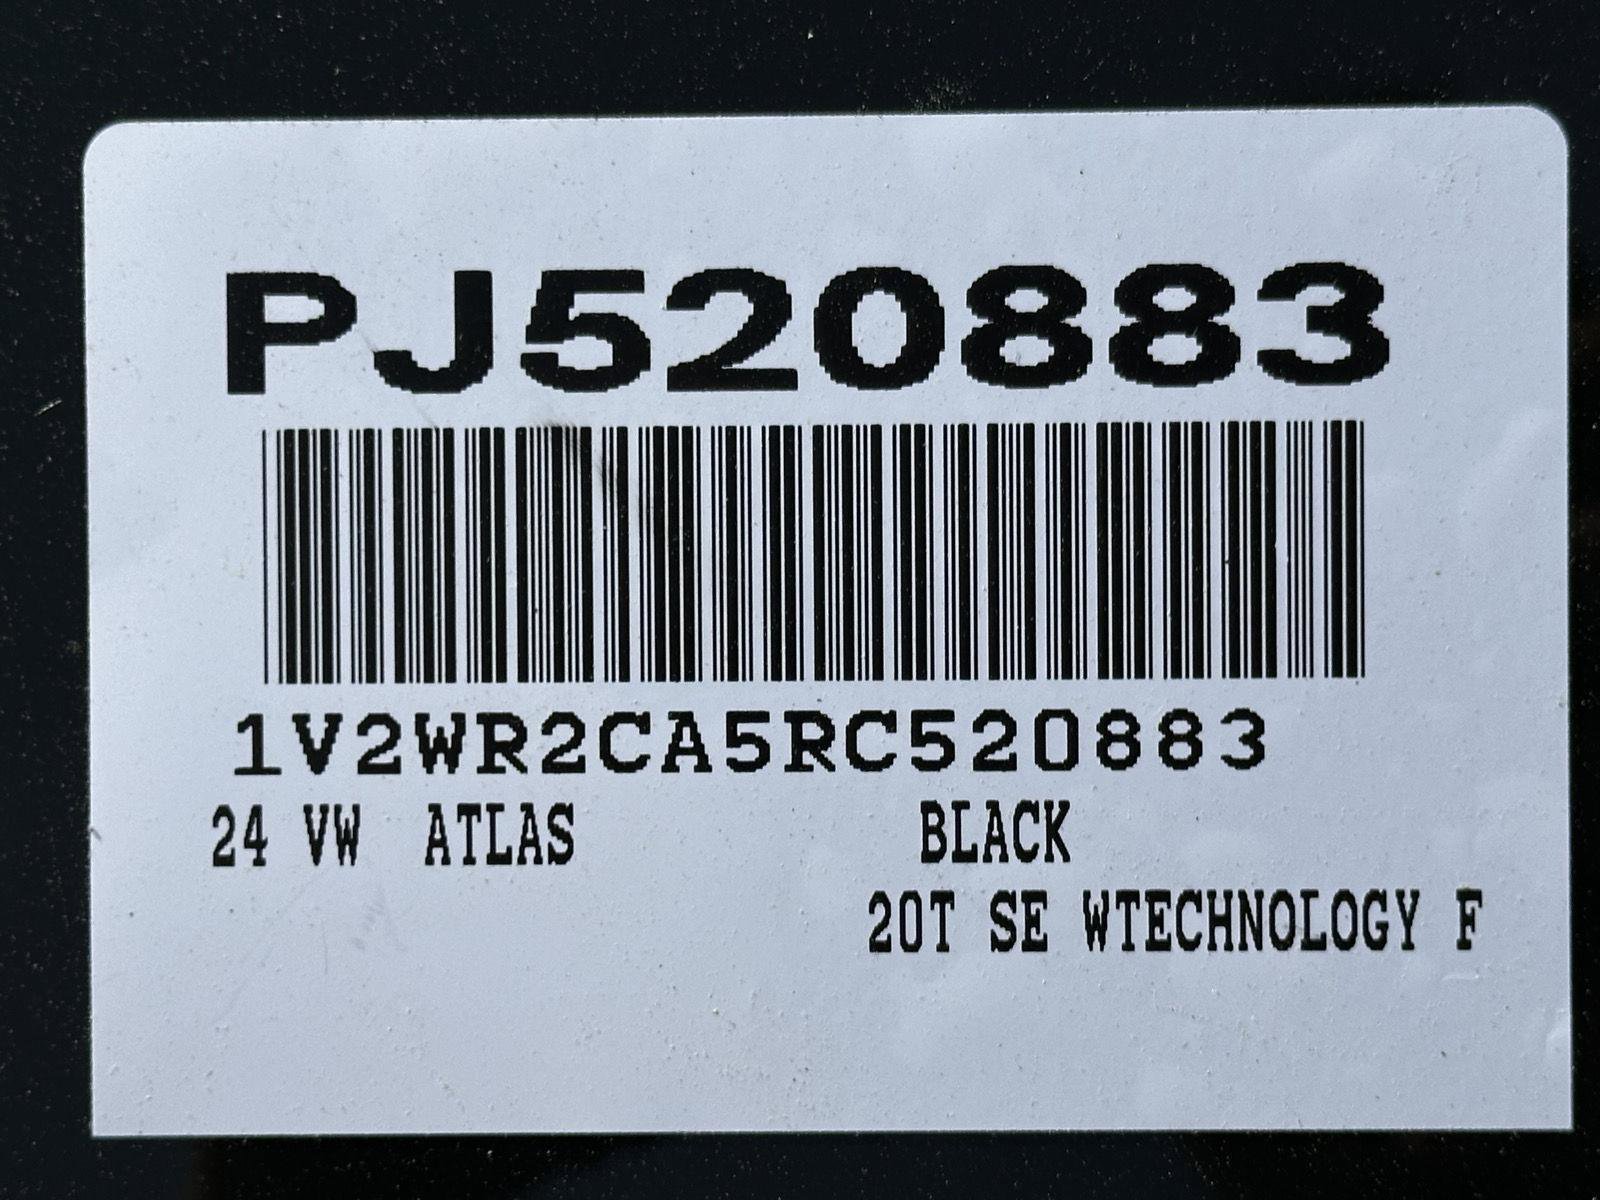 PJ520883
1V2WR2CA5RC520883
24 VW ATLAS BLACK
20T SE WTECHNOLOGY F